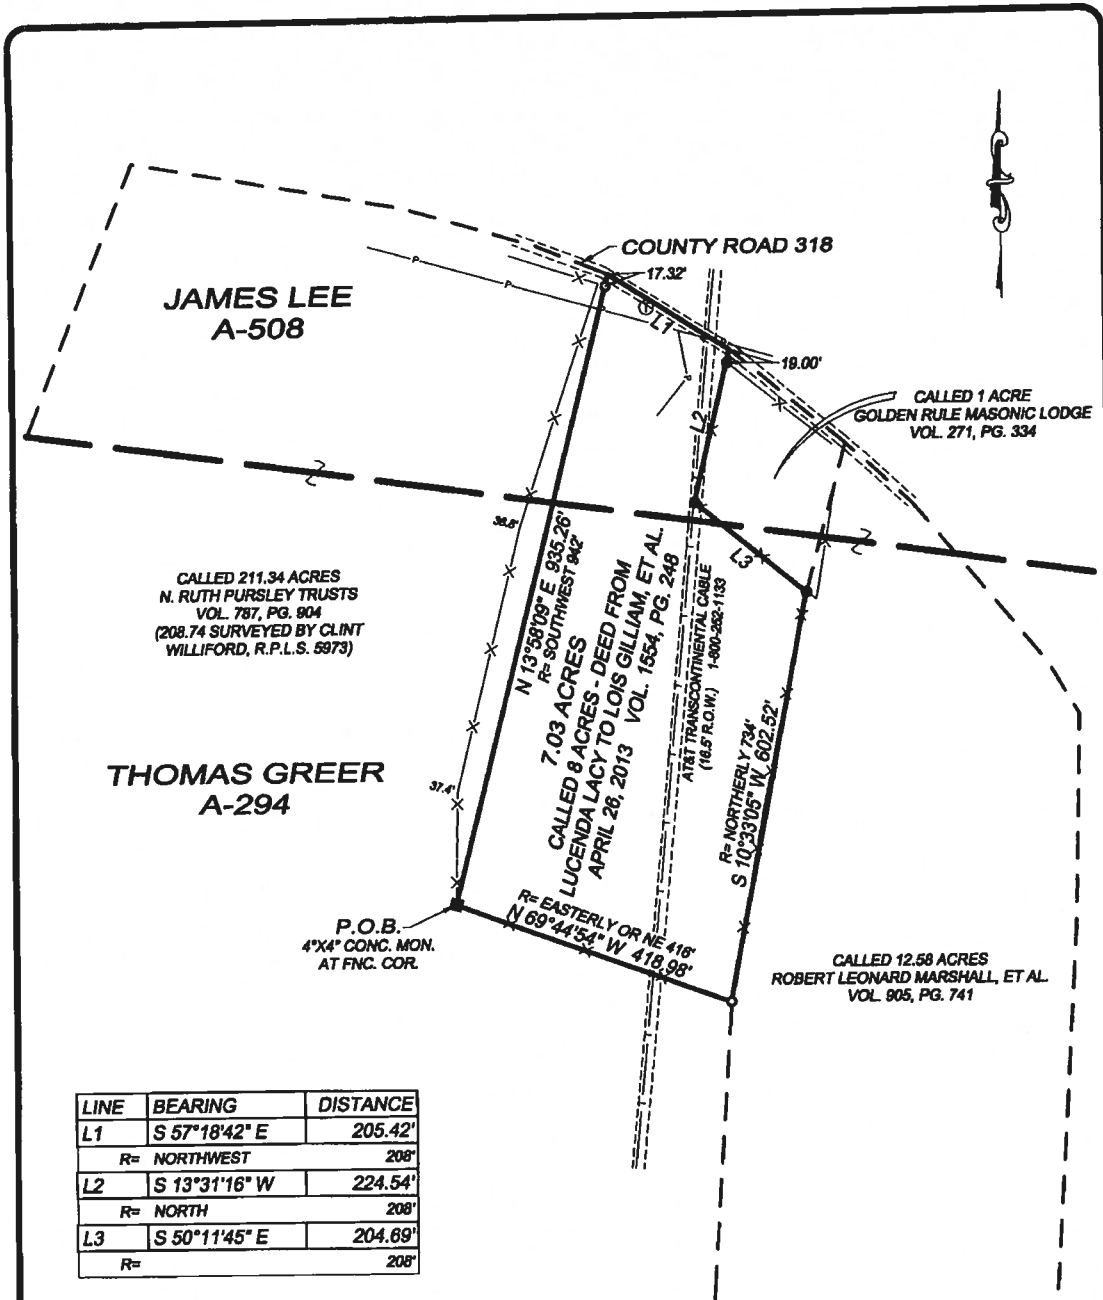 COUNTY ROAD 318
17.32'
P
P
JAMES LEE
A-508
L1
19.00'
P
CALLED 1 ACRE
GOLDEN RULE MASONIC LODGE
VOL. 271, PG. 334
L2
L3
36.8'
CALLED 211.34 ACRES
N. RUTH PURSLEY TRUSTS
VOL. 787, PG. 904
(208.74 SURVEYED BY CLINT
WILLIFORD, R.P.L.S. 5973)
N 13°58'09" E 935.26'
R= SOUTHWEST 942'
7.03 ACRES
CALLED 8 ACRES - DEED FROM
LUCENDA LACY TO LOIS GILLIAM, ET AL.
APRIL 26, 2013 VOL. 1554, PG. 248
AT&T TRANSCONTINENTAL CABLE
(16.5' R.O.W.) 1-800-252-1133
R= NORTHERLY 734'
S 10°33'05" W 602.52'
THOMAS GREER
A-294
37.4'
P.O.B.
4"X4" CONC. MON.
AT FNC. COR.
R= EASTERLY OR NE 416'
N 69°44'54" W 418.98'
CALLED 12.58 ACRES
ROBERT LEONARD MARSHALL, ET AL.
VOL. 905, PG. 741
LINE BEARING DISTANCE
L1 S 57°18'42" E 205.42'
R= NORTHWEST 208'
L2 S 13°31'16" W 224.54'
R= NORTH 208'
L3 S 50°11'45" E 204.69'
R= 208'